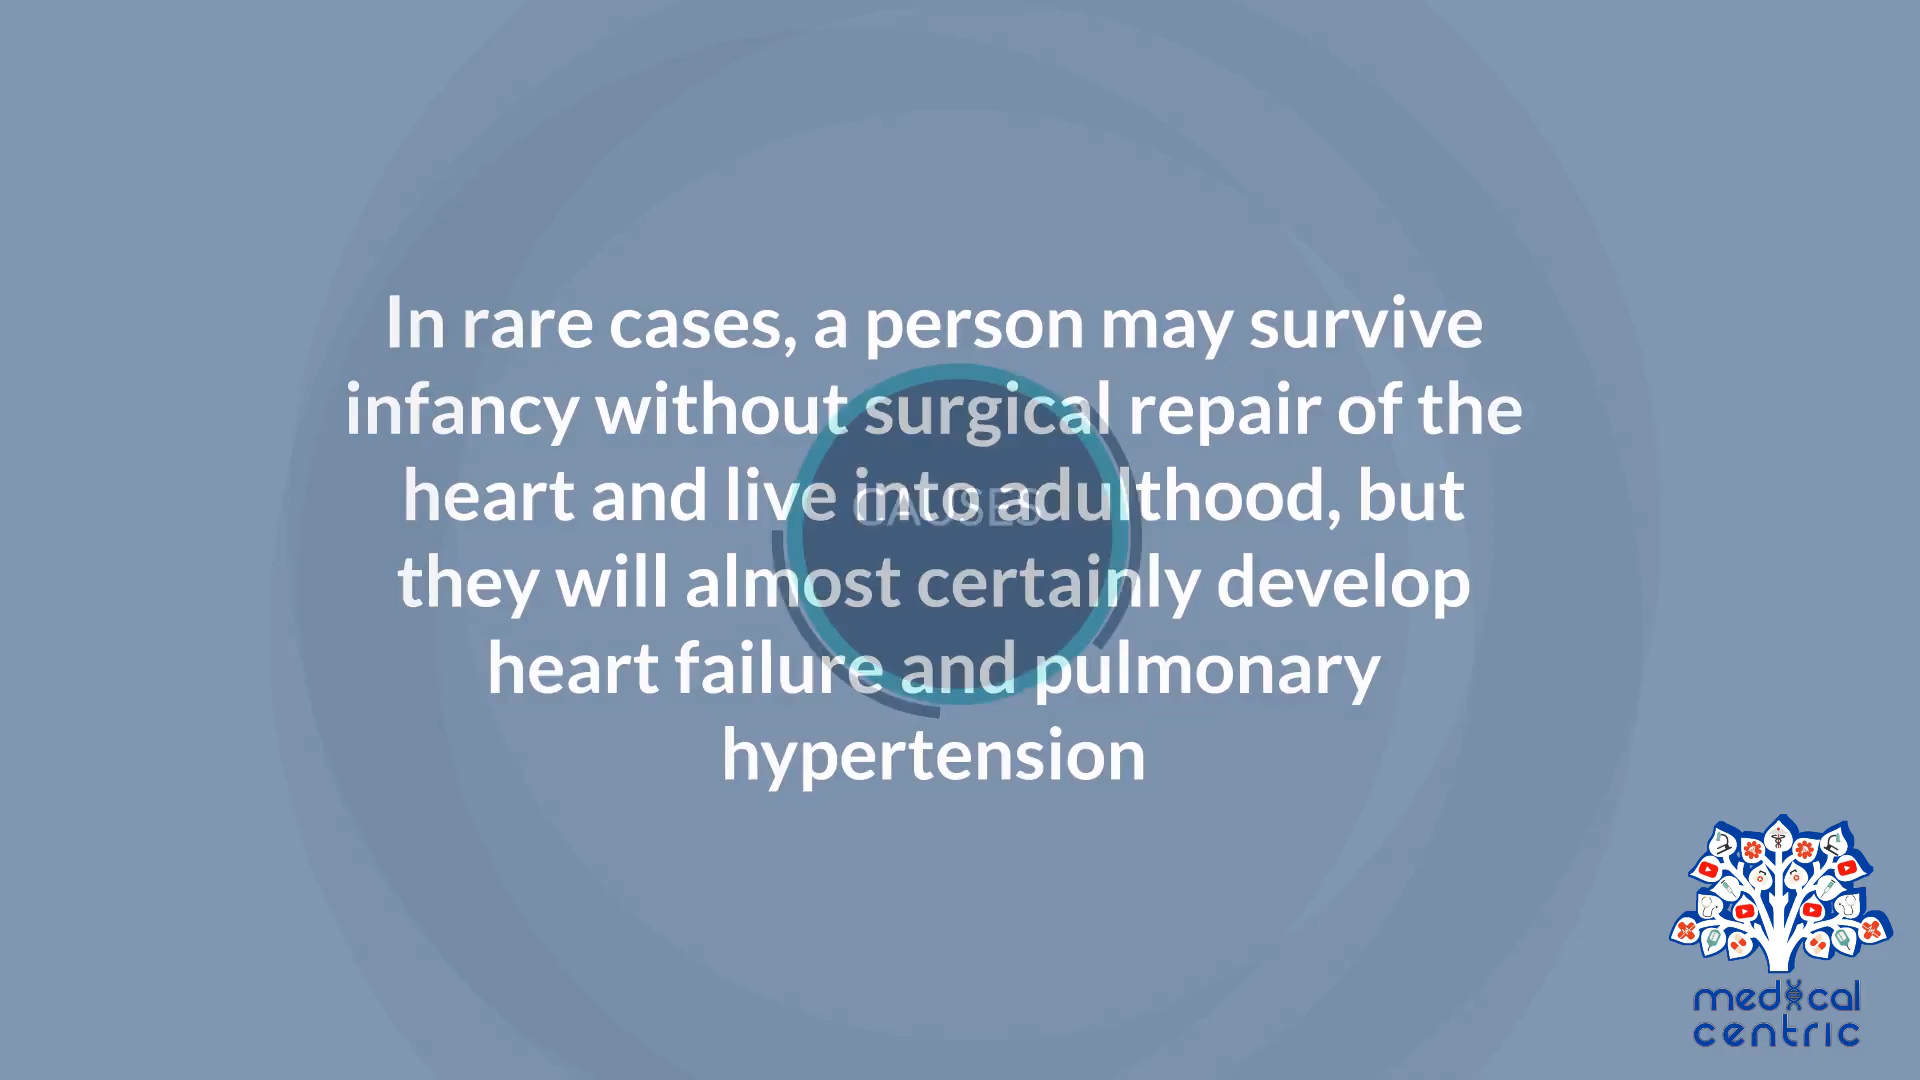 In rare cases, a person may survive
infancy without surgical repair of the
heart and live into adulthood, but
they will almost certainly develop
heart failure and pulmonary
hypertension
CAUSES
medical
centric